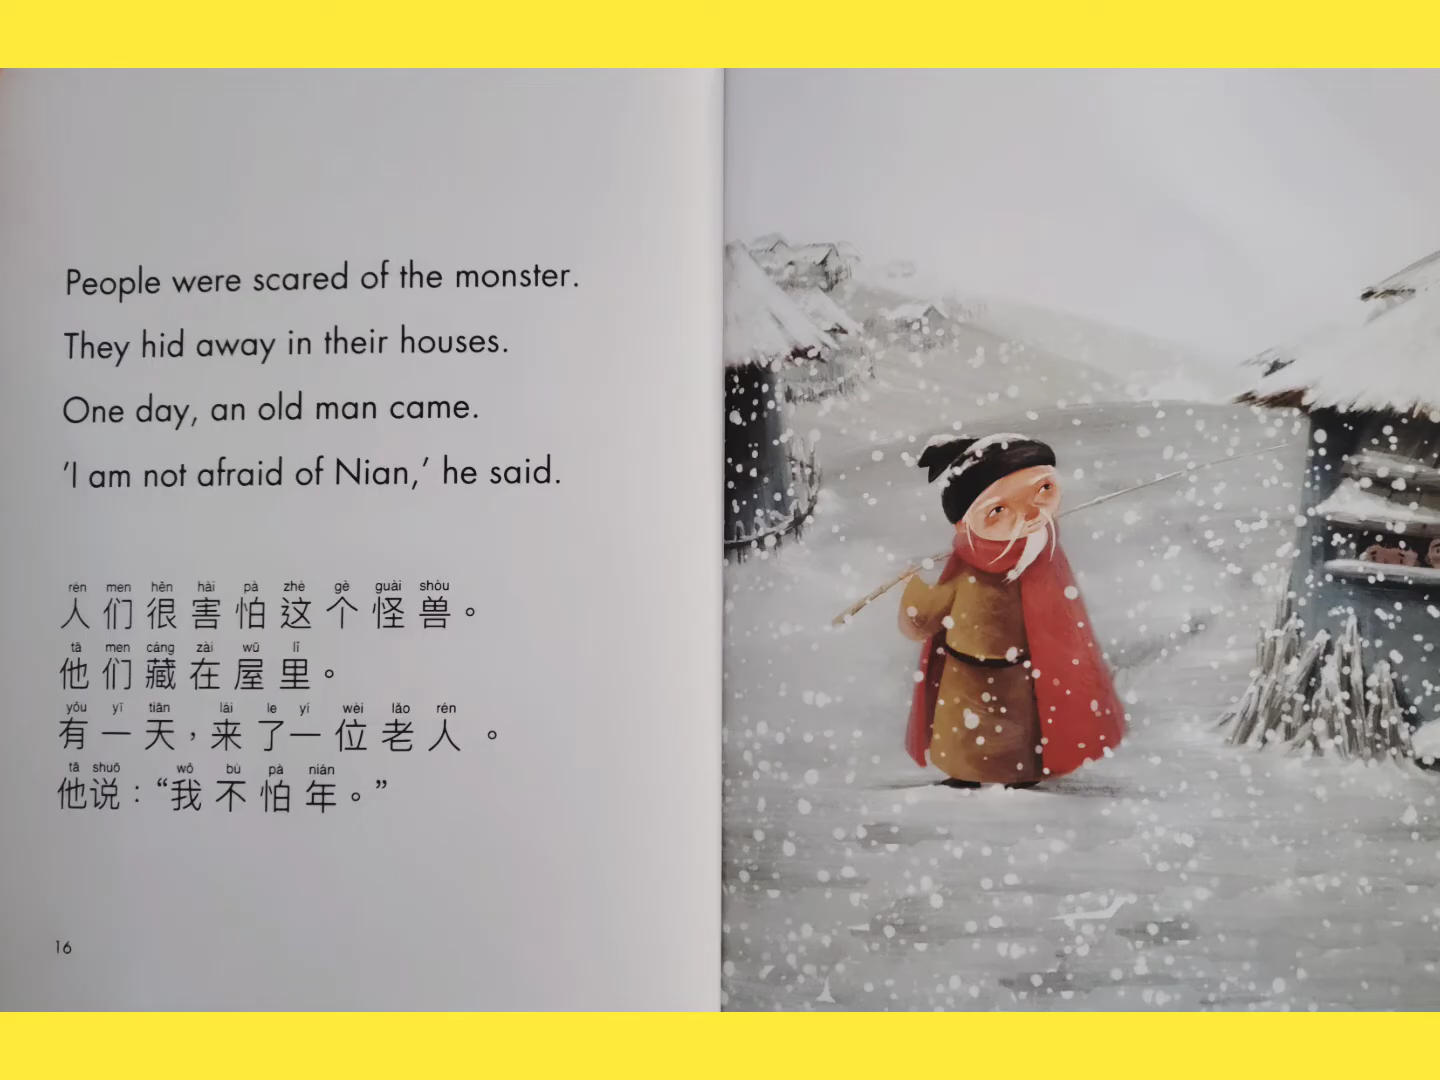 People were scared of the monster.
They hid away in their houses.
One day, an old man came.
‘I am not afraid of Nian,’ he said.
rén men hěn hài pà zhè gè guài shòu
人们很害怕这个怪兽。
tā men cáng zài wū lǐ
他们藏在屋里。
yǒu yī tiān lái le yí wèi lǎo rén
有一天，来了一位老人。
tā shuō wǒ bù pà nián
他说：“我不怕年。”
16